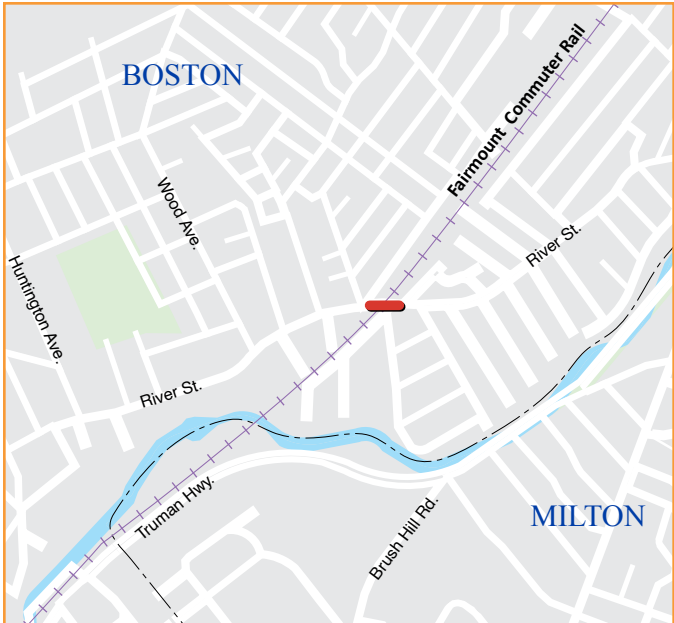 BOSTON
Fairmount Commuter Rail
Wood Ave.
River St.
Huntington Ave.
River St.
Truman Hwy.
MILTON
Brush Hill Rd.